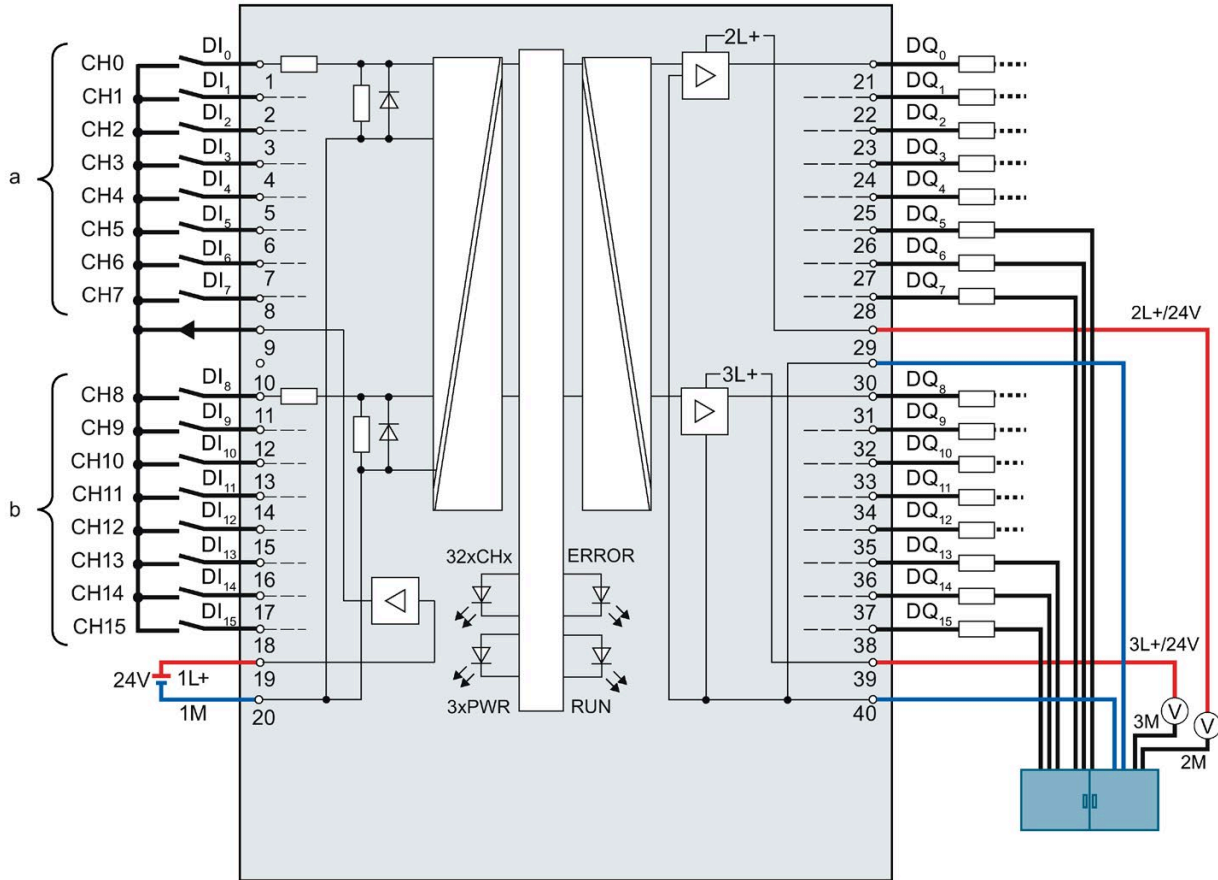 2L+
CH0 DI0 DQ0
1 21
CH1 DI1 DQ1
2 22
CH2 DI2 DQ2
3 23
CH3 DI3 DQ3
a
4 24
CH4 DI4 DQ4
5 25
CH5 DI5 DQ5
6 26
CH6 DI6 DQ6
7 27
CH7 DI7 DQ7
8 28
2L+/24V
9 29
3L+
CH8 DI8 DQ8
10 30
CH9 DI9 DQ9
11 31
CH10 DI10 DQ10
12 32
CH11 DI11 DQ11
13 33
b
CH12 DI12 DQ12
14 34
CH13 DI13 DQ13
15 35
32xCHx ERROR
CH14 DI14 DQ14
16 36
CH15 DI15 DQ15
17 37
18 38
3L+/24V
24V 1L+
19 39
1M
20 40
3xPWR RUN
V
3M
V
2M